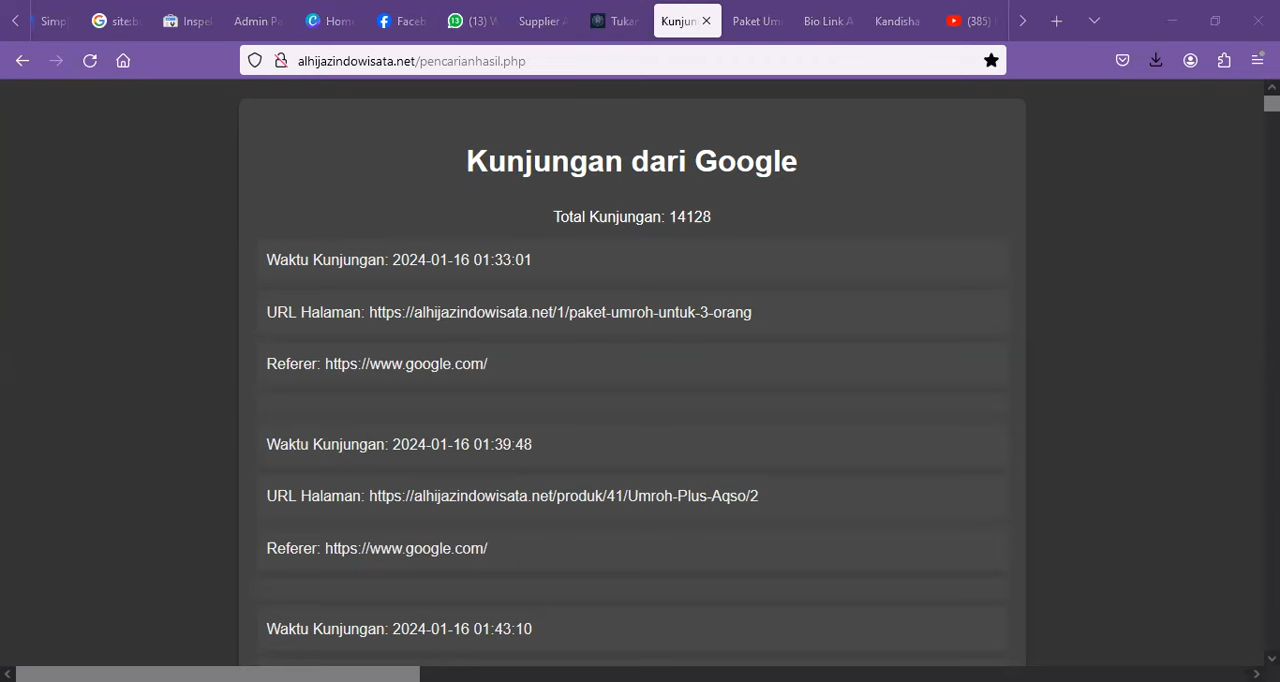 Simpl
site:b
Inspe
Admin Pa
Home
Faceb
(13) W
Supplier A
Tukan
Kunjun
Paket Um
Bio Link A
Kandisha
(385)
alhijazindowisata.net/pencarianhasil.php
Kunjungan dari Google
Total Kunjungan: 14128
Waktu Kunjungan: 2024-01-16 01:33:01
URL Halaman: https://alhijazindowisata.net/1/paket-umroh-untuk-3-orang
Referer: https://www.google.com/
Waktu Kunjungan: 2024-01-16 01:39:48
URL Halaman: https://alhijazindowisata.net/produk/41/Umroh-Plus-Aqso/2
Referer: https://www.google.com/
Waktu Kunjungan: 2024-01-16 01:43:10